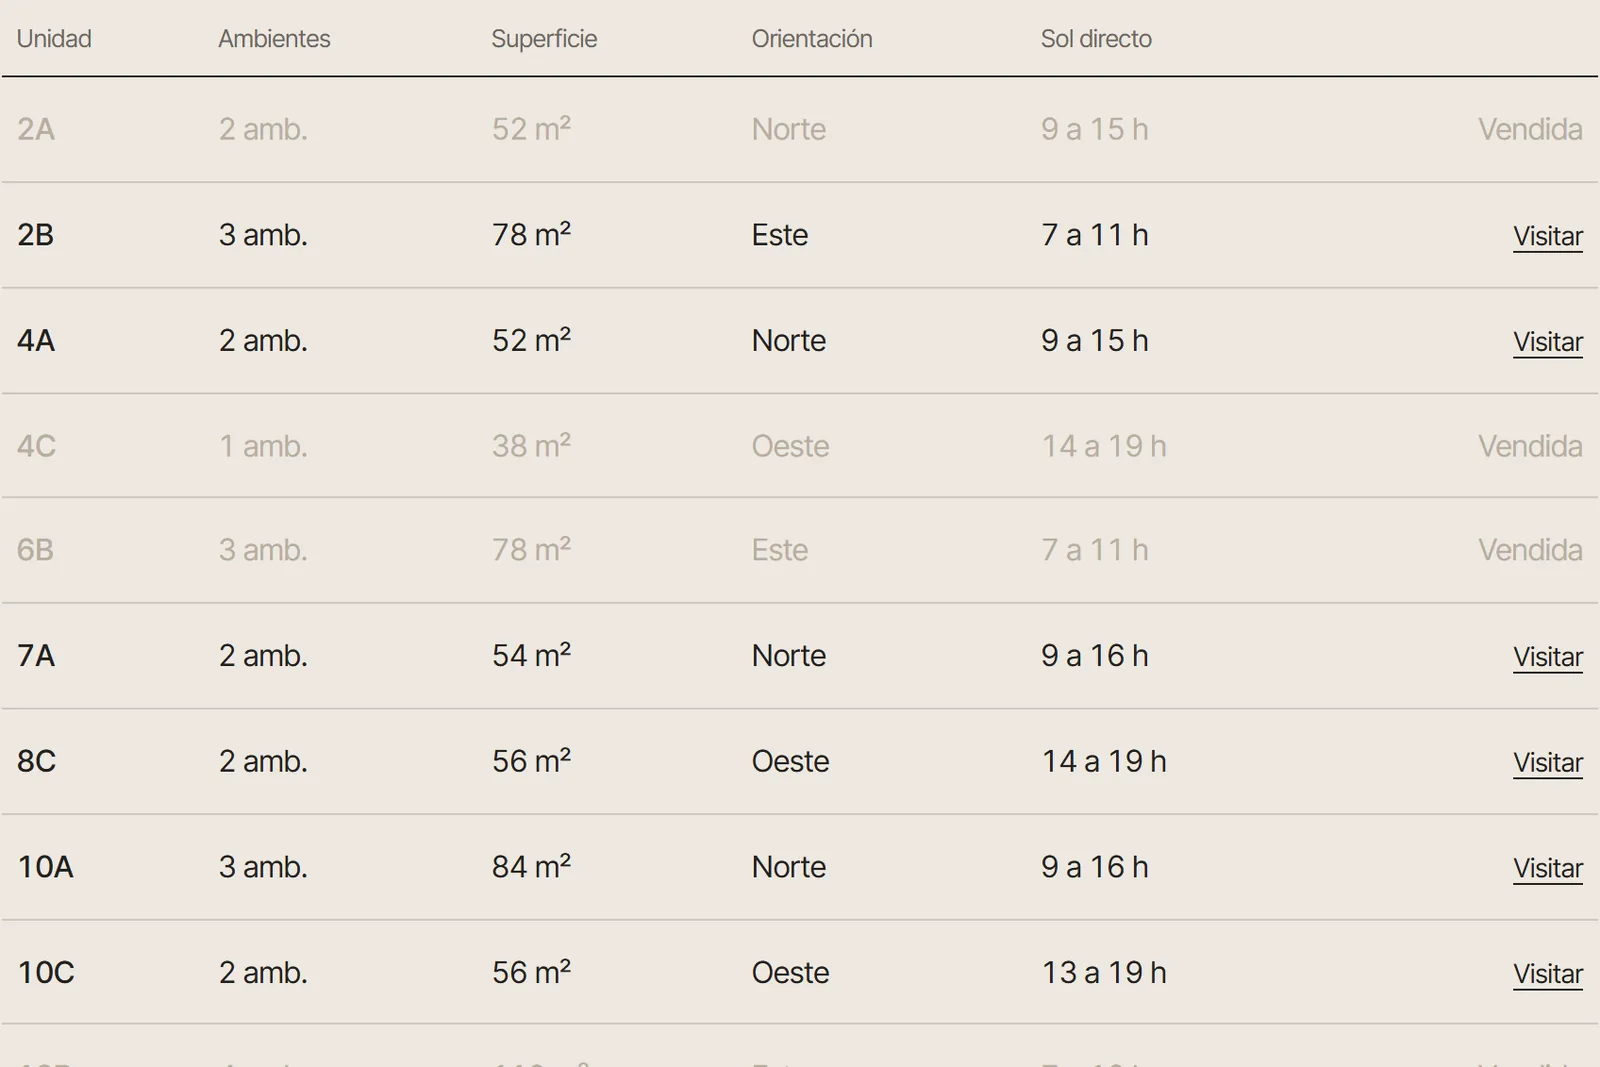 Unidad Ambientes Superficie Orientación Sol directo
2A 2 amb. 52 m² Norte 9 a 15 h Vendida
2B 3 amb. 78 m² Este 7 a 11 h Visitar
4A 2 amb. 52 m² Norte 9 a 15 h Visitar
4C 1 amb. 38 m² Oeste 14 a 19 h Vendida
6B 3 amb. 78 m² Este 7 a 11 h Vendida
7A 2 amb. 54 m² Norte 9 a 16 h Visitar
8C 2 amb. 56 m² Oeste 14 a 19 h Visitar
10A 3 amb. 84 m² Norte 9 a 16 h Visitar
10C 2 amb. 56 m² Oeste 13 a 19 h Visitar